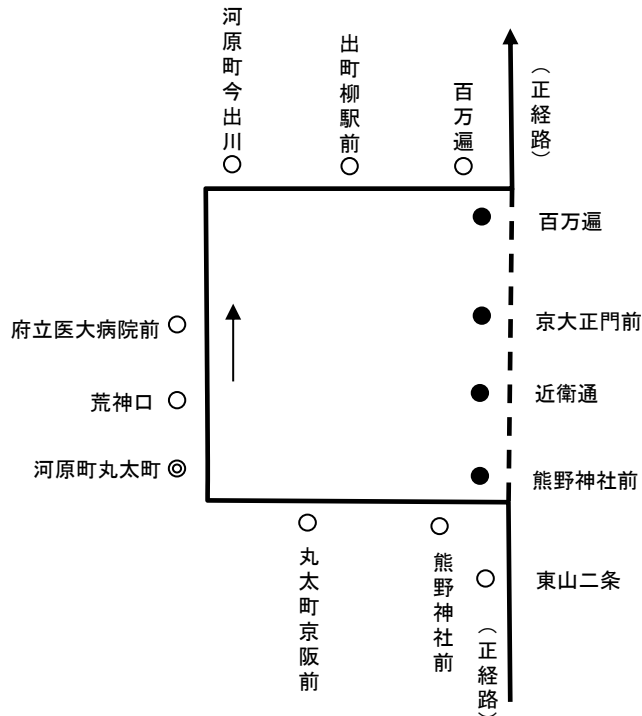 河原町今出川
出町柳駅前
百万遍
（正経路）
百万遍
京大正門前
近衛通
熊野神社前
東山二条
府立医大病院前
荒神口
河原町丸太町
丸太町京阪前
熊野神社前
（正経路）